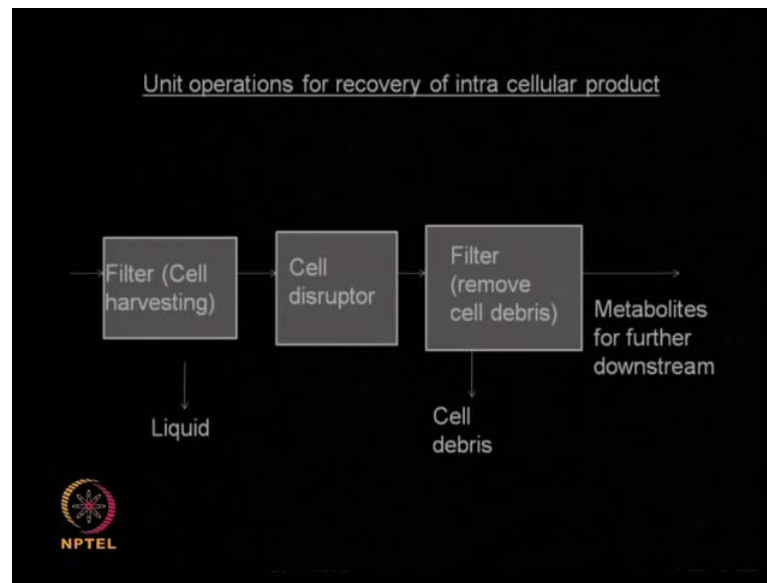 Unit operations for recovery of intra cellular product
Filter (Cell
harvesting)
Cell
disruptor
Filter
(remove
cell debris)
Metabolites
for further
downstream
Liquid
Cell
debris
NPTEL